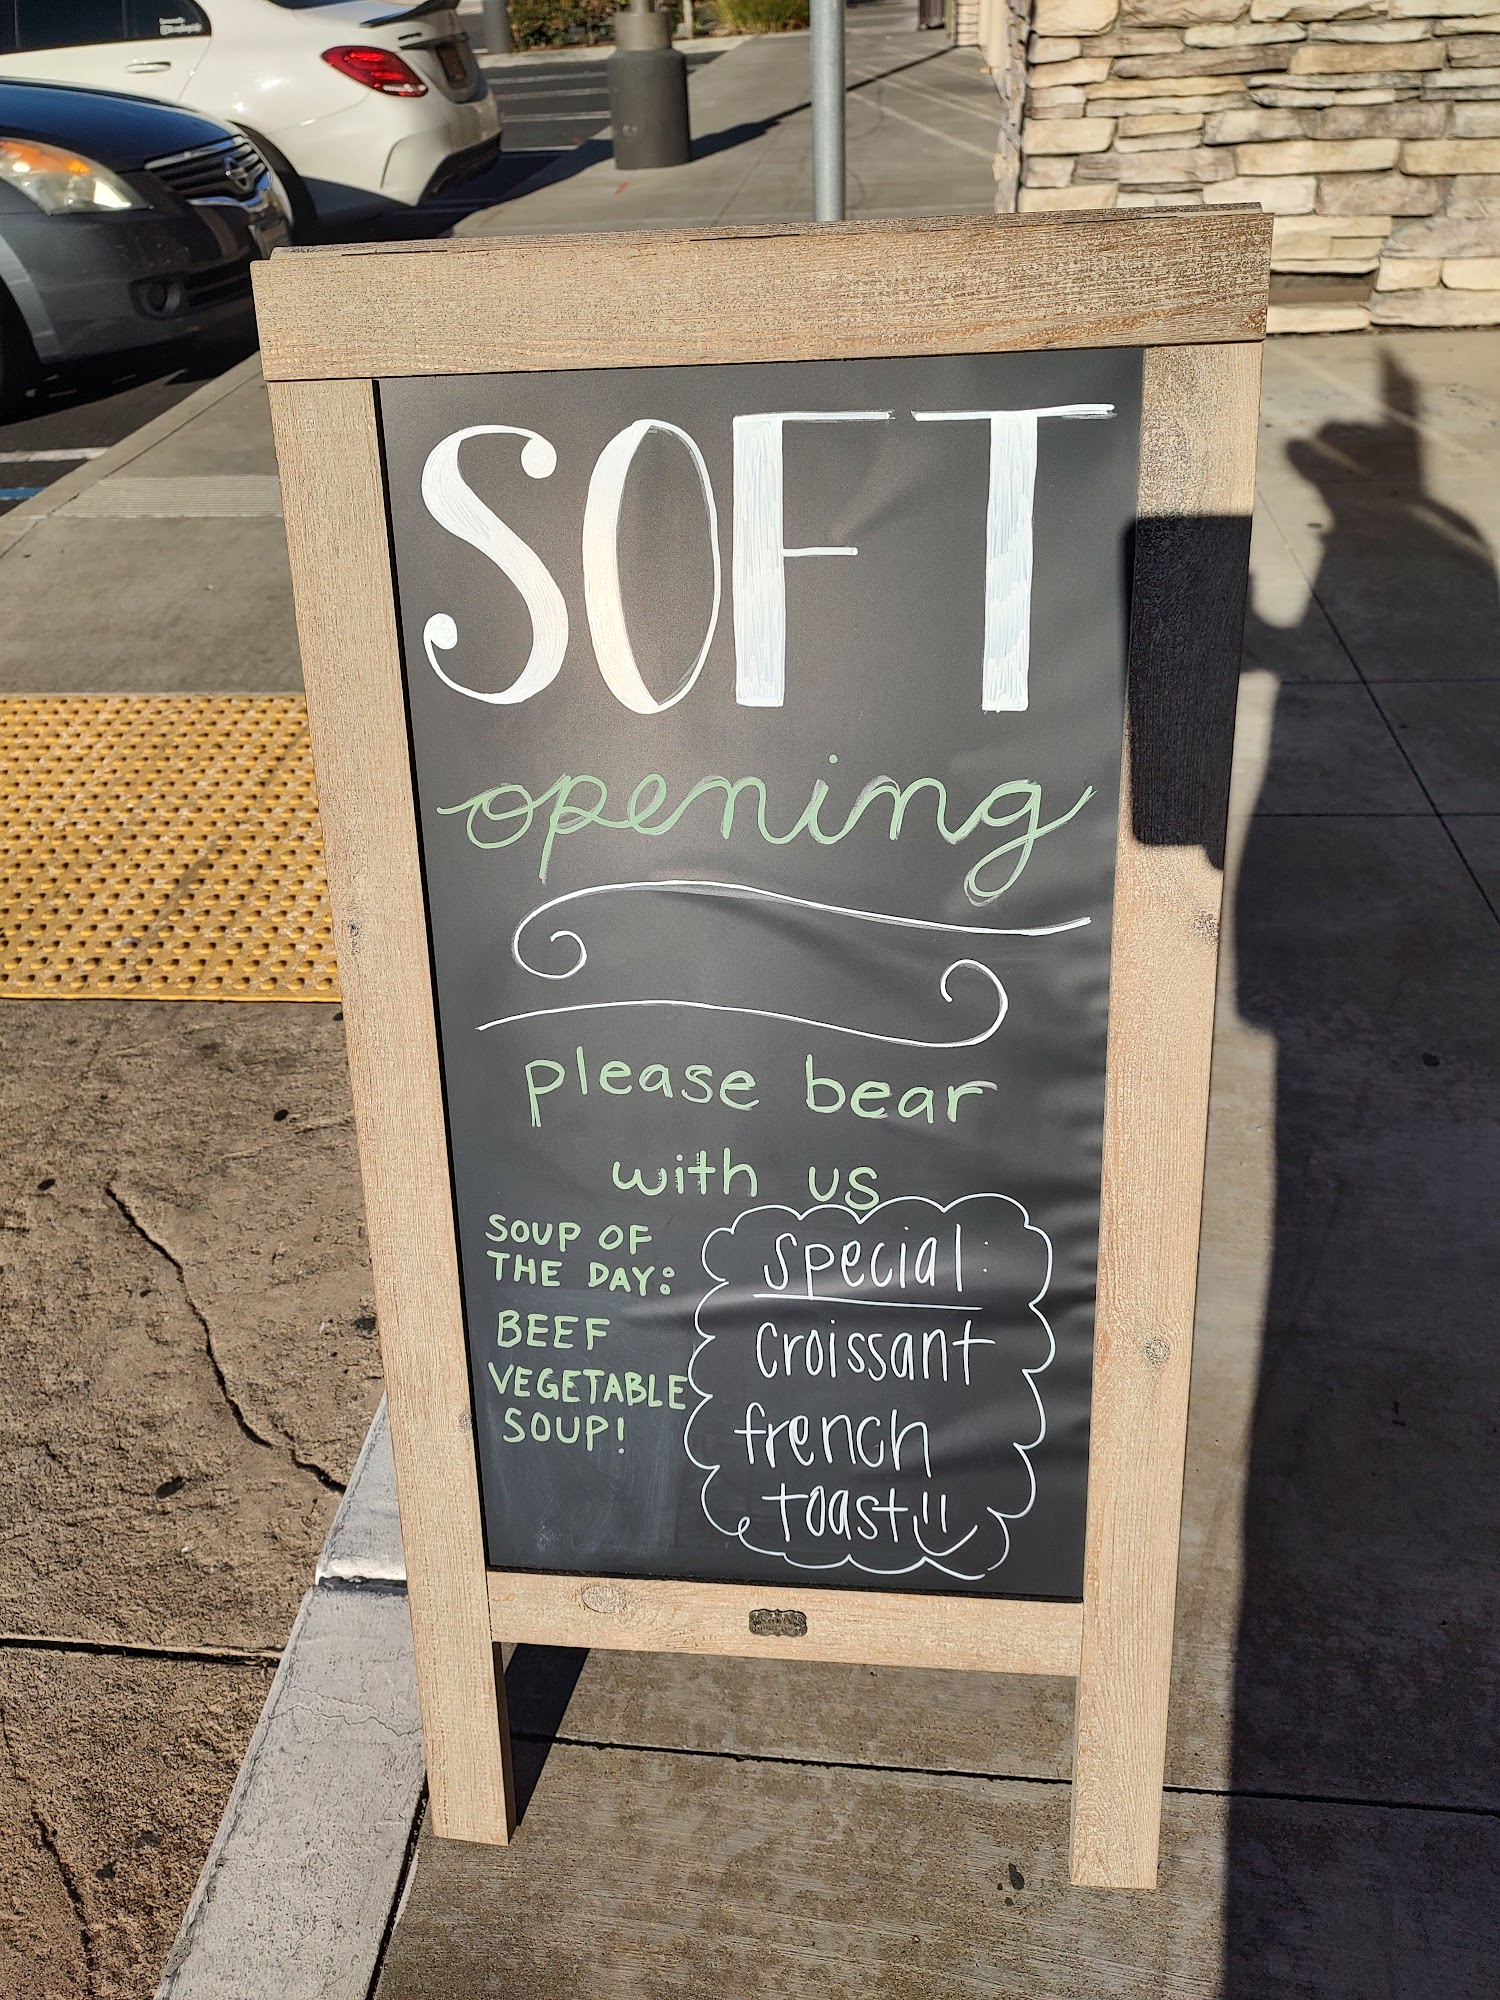 SOFT
opening
please bear
with us
SOUP OF
THE DAY:
BEEF
VEGETABLE
SOUP!
special:
croissant
french
toast!!